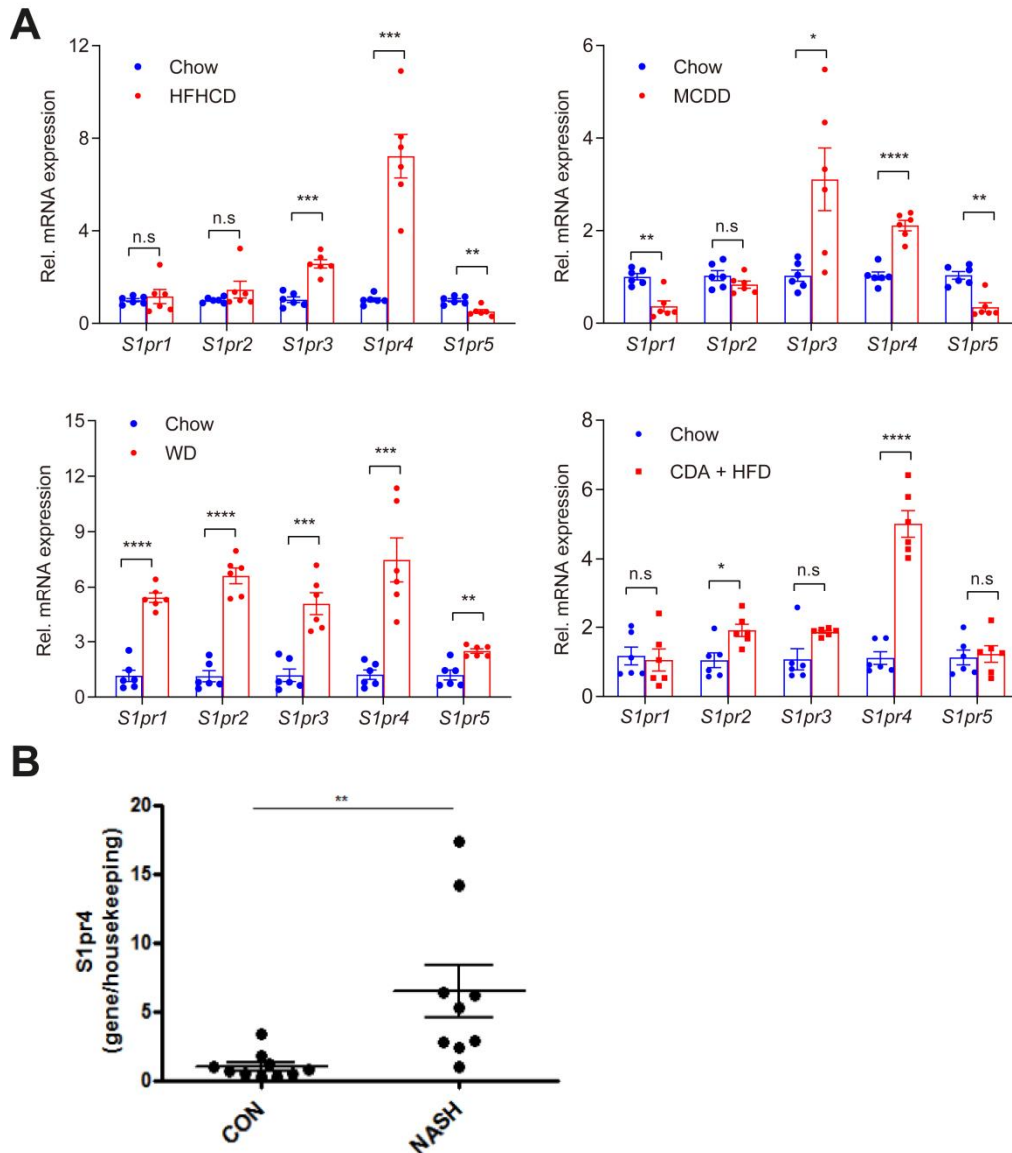 A
Rel. mRNA expression
12
8
4
0
Chow
HFHCD
n.s
n.s
***
***
**
S1pr1 S1pr2 S1pr3 S1pr4 S1pr5
Rel. mRNA expression
6
4
2
0
Chow
MCDD
**
n.s
*
****
**
S1pr1 S1pr2 S1pr3 S1pr4 S1pr5
Rel. mRNA expression
15
12
9
6
3
0
Chow
WD
****
****
***
***
**
S1pr1 S1pr2 S1pr3 S1pr4 S1pr5
Rel. mRNA expression
8
6
4
2
0
Chow
CDA + HFD
n.s
*
n.s
****
n.s
S1pr1 S1pr2 S1pr3 S1pr4 S1pr5
B
S1pr4
(gene/housekeeping)
20
15
10
5
0
**
CON
NASH